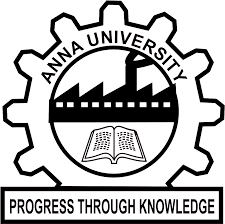 ANNA UNIVERSITY
PROGRESS THROUGH KNOWLEDGE